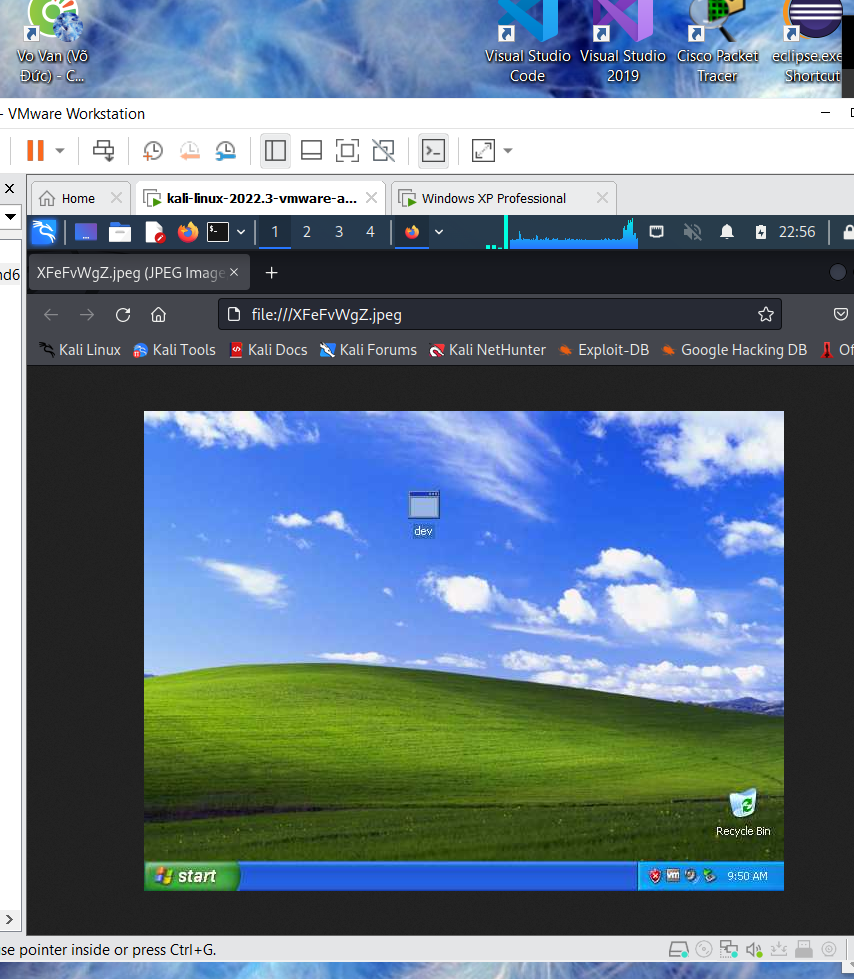 Vo Van (Võ
Đức) - C...
Visual Studio
Code
Visual Studio
2019
Cisco Packet
Tracer
eclipse.exe
Shortcut
- VMware Workstation
Home
kali-linux-2022.3-vmware-a...
Windows XP Professional
1 2 3 4
22:56
nd6
XFeFvWgZ.jpeg (JPEG Image
file:///XFeFvWgZ.jpeg
Kali Linux Kali Tools Kali Docs Kali Forums Kali NetHunter Exploit-DB Google Hacking DB Of
dev
Recycle Bin
start
9:50 AM
se pointer inside or press Ctrl+G.